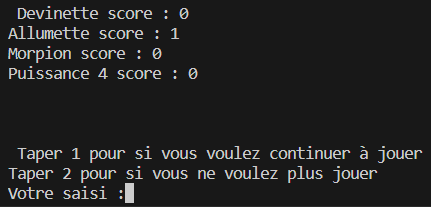 Devinette score : 0
Allumette score : 1
Morpion score : 0
Puissance 4 score : 0
Taper 1 pour si vous voulez continuer à jouer
Taper 2 pour si vous ne voulez plus jouer
Votre saisi :